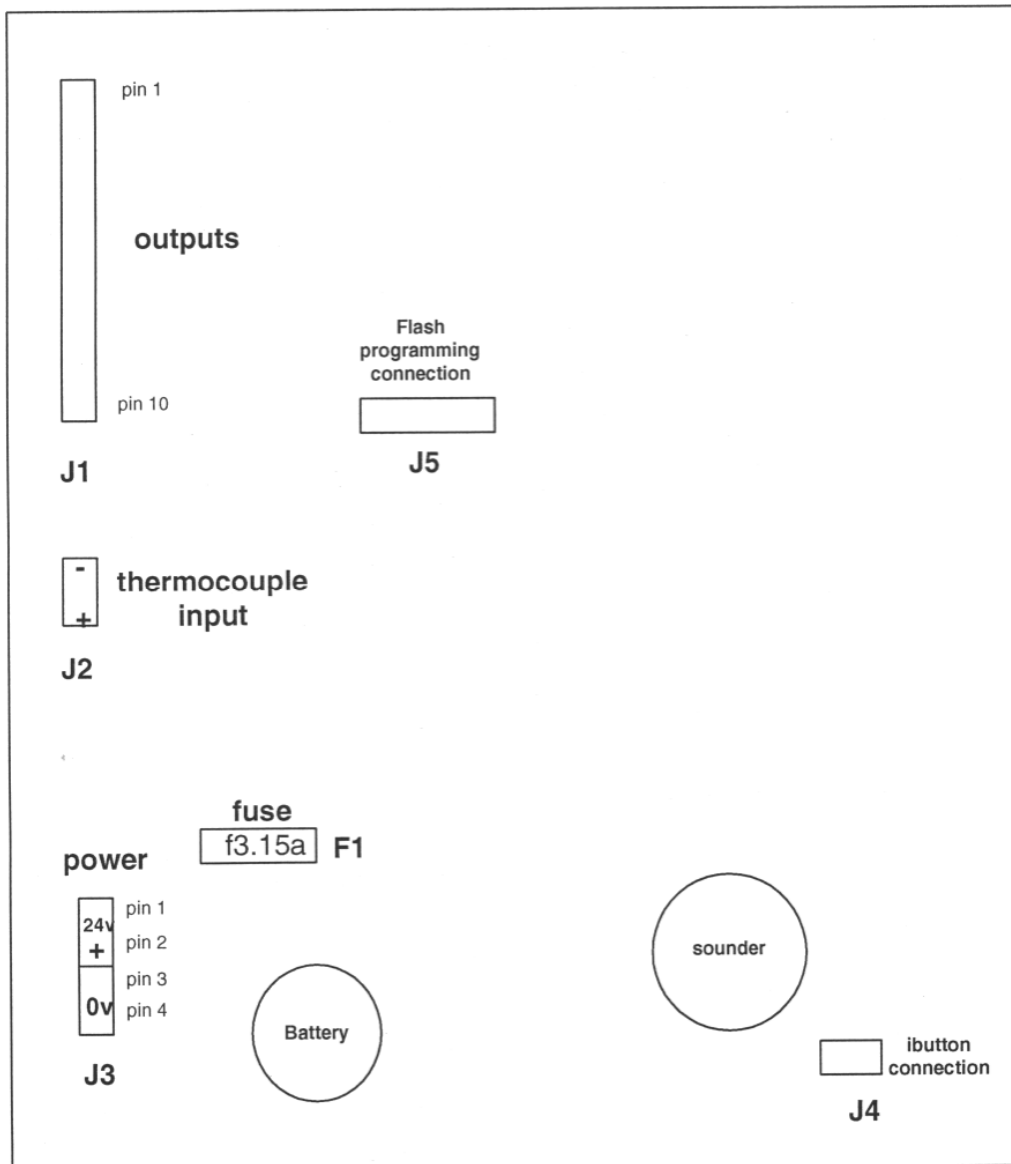 pin 1
outputs
Flash
programming
connection
pin 10
J5
J1
-
thermocouple
+
input
J2
fuse
f3.15a F1
power
24v
pin 1
+
pin 2
pin 3
0v
pin 4
sounder
Battery
ibutton
connection
J3
J4